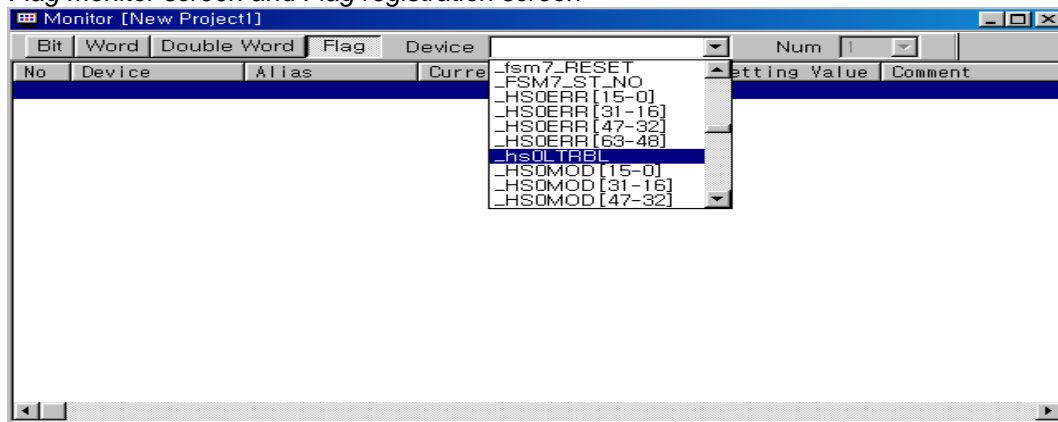 Flag monitor screen and Flag registration screen
Monitor [New Project1]
Bit Word Double Word Flag Device Num 1
No Device Alias Curre etting Value Comment
_fsm7_RESET
_FSM7_ST_NO
_HS0ERR[15-0]
_HS0ERR[31-16]
_HS0ERR[47-32]
_HS0ERR[63-48]
_hs0LTRBL
_HS0MOD[15-0]
_HS0MOD[31-16]
_HS0MOD[47-32]